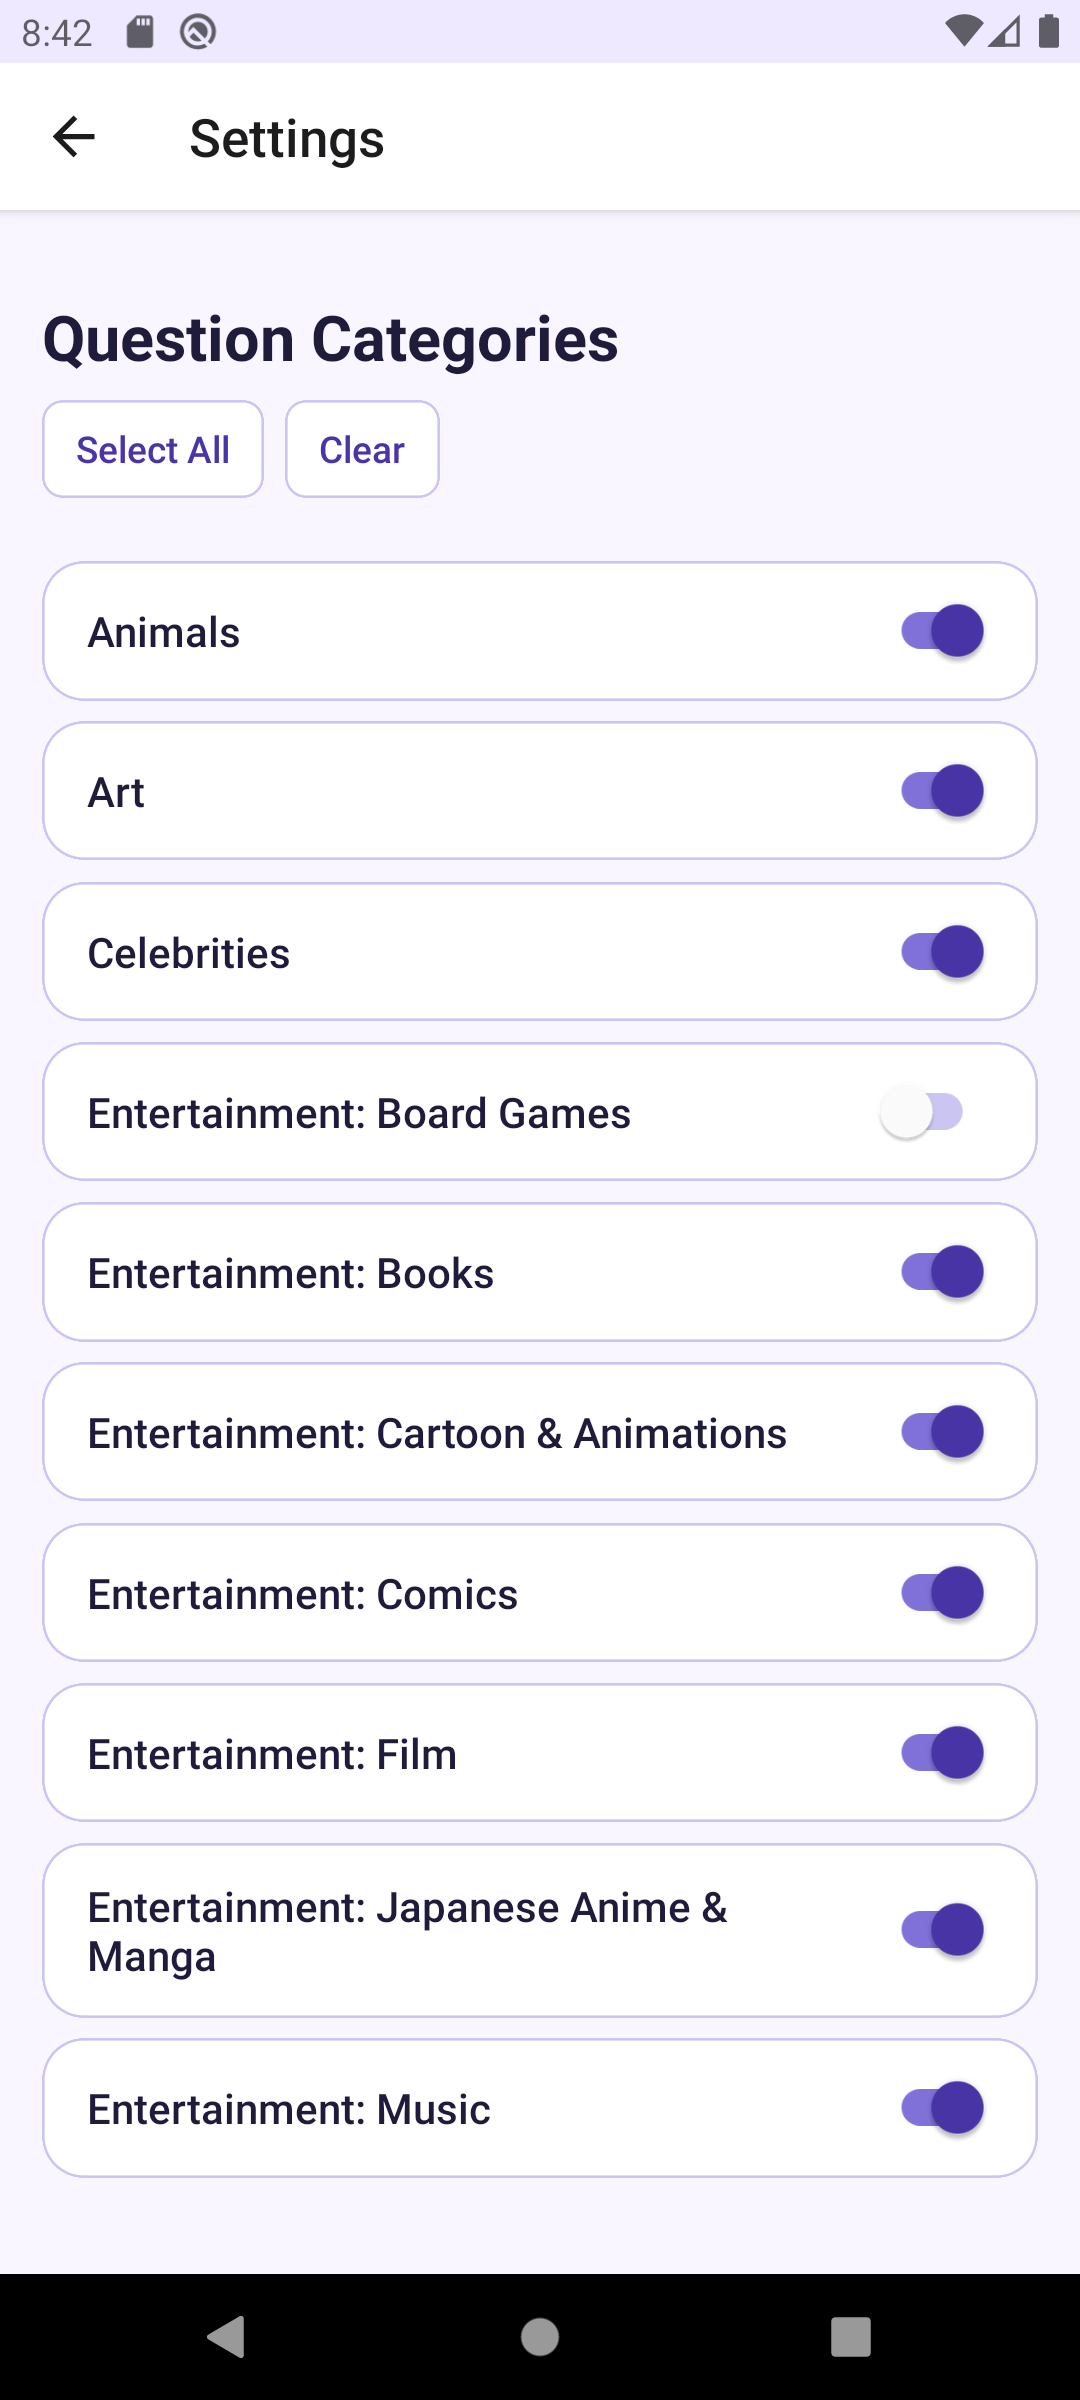 8:42
Settings
Question Categories
Select All
Clear
Animals
Art
Celebrities
Entertainment: Board Games
Entertainment: Books
Entertainment: Cartoon & Animations
Entertainment: Comics
Entertainment: Film
Entertainment: Japanese Anime &
Manga
Entertainment: Music